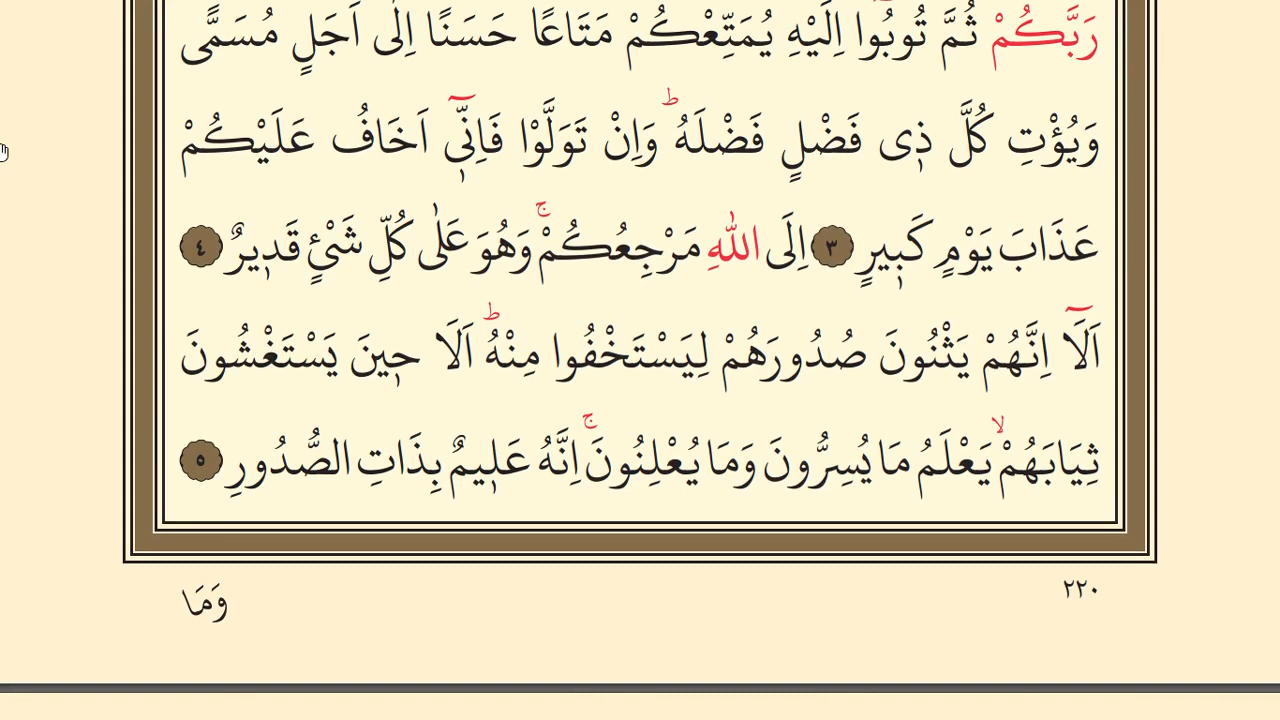 رَبَّكُمْ ثُمَّ تُوبُٓوا اِلَيْهِ يُمَتِّعْكُمْ مَتَاعًا حَسَنًا اِلٰٓى اَجَلٍ مُسَمًّى
وَيُؤْتِ كُلَّ ذ۪ى فَضْلٍ فَضْلَهُۜ وَاِنْ تَوَلَّوْا فَاِنّ۪ٓى اَخَافُ عَلَيْكُمْ
عَذَابَ يَوْمٍ كَب۪يرٍ ﴿٣﴾ اِلَى اللّٰهِ مَرْجِعُكُمْۚ وَهُوَ عَلٰى كُلِّ شَىْءٍ قَد۪يرٌ ﴿٤﴾
اَلَٓا اِنَّهُمْ يَثْنُونَ صُدُورَهُمْ لِيَسْتَخْفُوا مِنْهُۜ اَلَا ح۪ينَ يَسْتَغْشُونَ
ثِيَابَهُمْۙ يَعْلَمُ مَا يُسِرُّونَ وَمَا يُعْلِنُونَۚ اِنَّهُ عَل۪يمٌ بِذَاتِ الصُّدُورِ ﴿٥﴾
٢٢٠
وَمَا